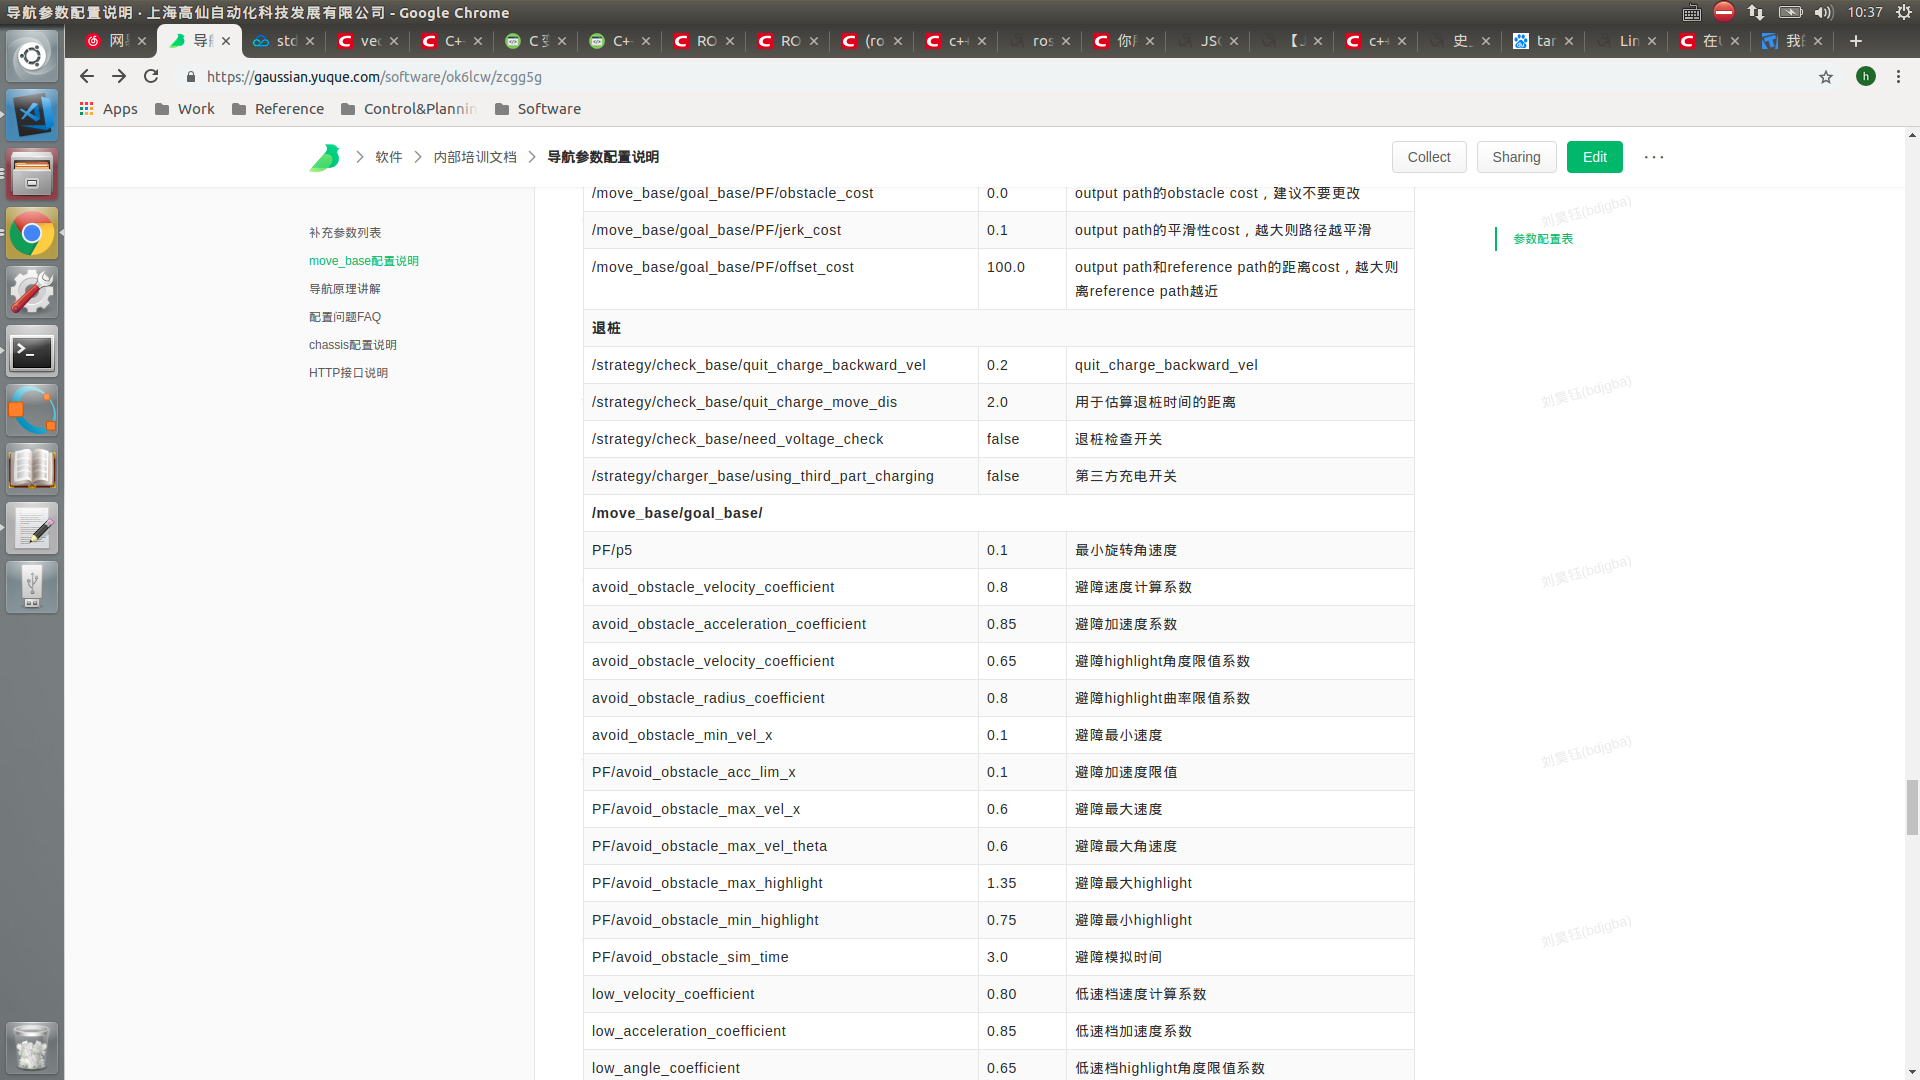 导航参数配置说明 · 上海高仙自动化科技发展有限公司 - Google Chrome
10:37
网易
导航
std
vec
C++
C 变
C++
RO
RO
(ro
c++
ros
你所
JSO
【J
c++
史上
tar
Lin
在U
我的
https://gaussian.yuque.com/software/ok6lcw/zcgg5g
h
Apps
Work
Reference
Control&Plannin
Software
软件
内部培训文档
导航参数配置说明
Collect
Sharing
Edit
补充参数列表
move_base配置说明
导航原理讲解
配置问题FAQ
chassis配置说明
HTTP接口说明
/move_base/goal_base/PF/obstacle_cost 0.0 output path的obstacle cost，建议不要更改
/move_base/goal_base/PF/jerk_cost 0.1 output path的平滑性cost，越大则路径越平滑
/move_base/goal_base/PF/offset_cost 100.0 output path和reference path的距离cost，越大则
离reference path越近
退桩
/strategy/check_base/quit_charge_backward_vel 0.2 quit_charge_backward_vel
/strategy/check_base/quit_charge_move_dis 2.0 用于估算退桩时间的距离
/strategy/check_base/need_voltage_check false 退桩检查开关
/strategy/charger_base/using_third_part_charging false 第三方充电开关
/move_base/goal_base/
PF/p5 0.1 最小旋转角速度
avoid_obstacle_velocity_coefficient 0.8 避障速度计算系数
avoid_obstacle_acceleration_coefficient 0.85 避障加速度系数
avoid_obstacle_velocity_coefficient 0.65 避障highlight角度限值系数
avoid_obstacle_radius_coefficient 0.8 避障highlight曲率限值系数
avoid_obstacle_min_vel_x 0.1 避障最小速度
PF/avoid_obstacle_acc_lim_x 0.1 避障加速度限值
PF/avoid_obstacle_max_vel_x 0.6 避障最大速度
PF/avoid_obstacle_max_vel_theta 0.6 避障最大角速度
PF/avoid_obstacle_max_highlight 1.35 避障最大highlight
PF/avoid_obstacle_min_highlight 0.75 避障最小highlight
PF/avoid_obstacle_sim_time 3.0 避障模拟时间
low_velocity_coefficient 0.80 低速档速度计算系数
low_acceleration_coefficient 0.85 低速档加速度系数
low_angle_coefficient 0.65 低速档highlight角度限值系数
参数配置表
刘昊钰(bdjgba)
刘昊钰(bdjgba)
刘昊钰(bdjgba)
刘昊钰(bdjgba)
刘昊钰(bdjgba)